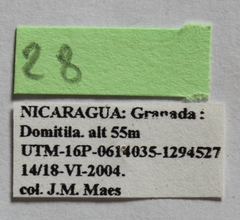 28
NICARAGUA: Granada :
Domitila. alt 55m
UTM-16P-0614035-1294527
14/18-VI-2004.
col. J.M. Maes